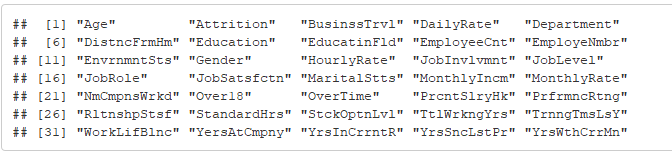 ##  [1] "Age"          "Attrition"    "BusinssTrvl"  "DailyRate"    "Department"
##  [6] "DistncFrmHm"  "Education"    "EducatinFld"  "EmployeeCnt"  "EmployeNmbr"
## [11] "EnvrnmntSts"  "Gender"       "HourlyRate"   "JobInvlvmnt"  "JobLevel"
## [16] "JobRole"      "JobSatsfctn"  "MaritalStts"  "MonthlyIncm"  "MonthlyRate"
## [21] "NmCmpnsWrkd"  "Over18"       "OverTime"     "PrcntSlryHk"  "PrfrmncRtng"
## [26] "RltnshpStsf"  "StandardHrs"  "StckOptnLvl"  "TtlWrkngYrs"  "TrnngTmsLsY"
## [31] "WorkLifBlnc"  "YersAtCmpny"  "YrsInCrrntR"  "YrsSncLstPr"  "YrsWthCrrMn"